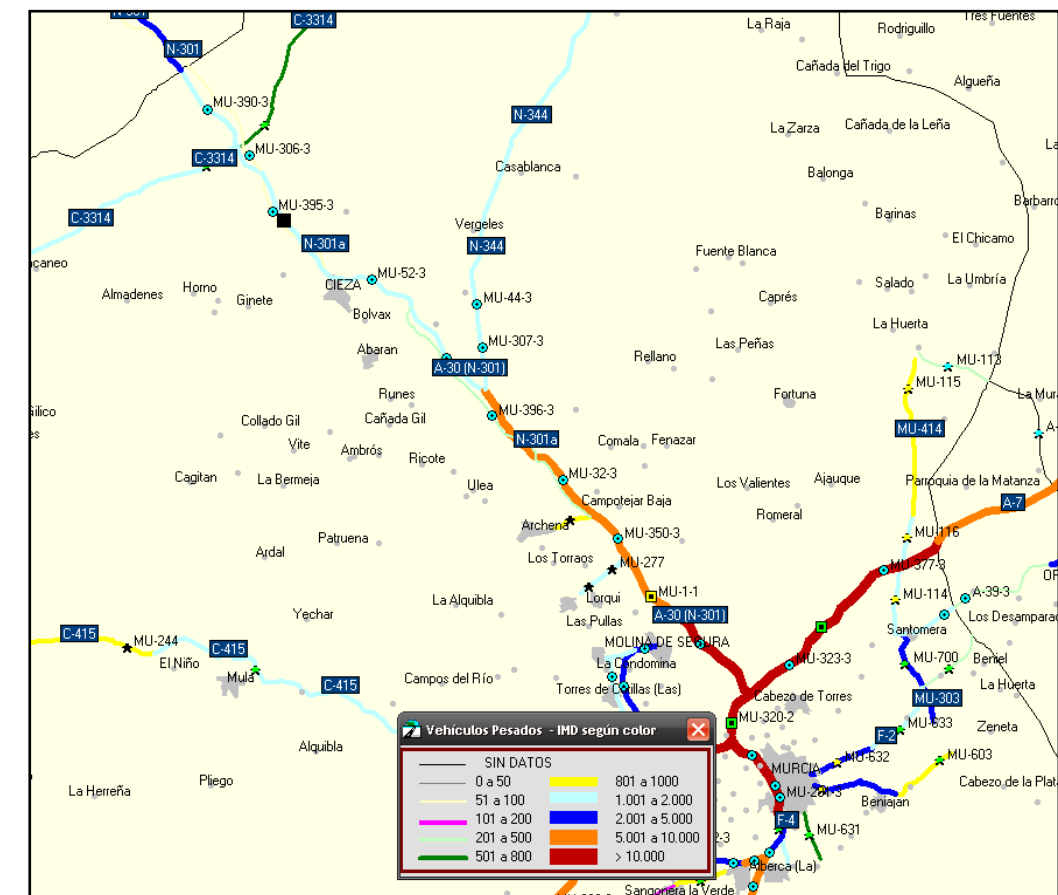 C-3314
La Raja
Rodriguillo
Tres Fuentes
N-301
Cañada del Trigo
Algueña
MU-390-3
N-344
La Zarza
Cañada de la Leña
MU-306-3
C-3314
Casablanca
Balonga
MU-395-3
C-3314
Vergeles
Barinas
Barbarro
N-301a
N-344
El Chicamo
Fuente Blanca
caneo
MU-52-3
CIEZA
Almadenes
Horno
Ginete
Bolvax
MU-44-3
Caprés
Salado
La Umbría
La Huerta
Abaran
MU-307-3
Las Peñas
Rellano
A-30 (N-301)
MU-113
MU-115
Runes
Fortuna
La Mura
Collado Gil
Cañada Gil
MU-396-3
N-301a
MU-414
Vite
Ambrós
Ricote
Comala
Fenazar
Cagitan
La Bermeja
MU-32-3
Ulea
Los Valientes
Ajauque
Parroquia de la Matanza
Campotejar Baja
A-7
Romeral
Archena
Patruena
MU-350-3
MU-116
Ardal
Los Torraos
MU-277
MU-377-3
Lorqui
MU-1-1
MU-114
A-39-3
La Alquibla
Yechar
A-30 (N-301)
Las Pullas
Los Desampara
Santomera
C-415
MU-244
C-415
MOLINA DE SEGURA
El Niño
La Condomina
MU-323-3
MU-700
Beniel
Mula
C-415
Campos del Río
Torres de Cotillas (Las)
Cabezo de Torres
La Huerta
MU-303
MU-320-2
MU-633
Zeneta
Alquibla
F-2
MU-632
MU-603
Pliego
MURCIA
La Herreña
Beniajan
Cabezo de la Plat
F-4
MU-631
Alberca (La)
Sangonera la Verde
Vehículos Pesados - IMD según color
SIN DATOS
0 a 50
801 a 1000
51 a 100
1.001 a 2.000
101 a 200
2.001 a 5.000
201 a 500
5.001 a 10.000
501 a 800
> 10.000